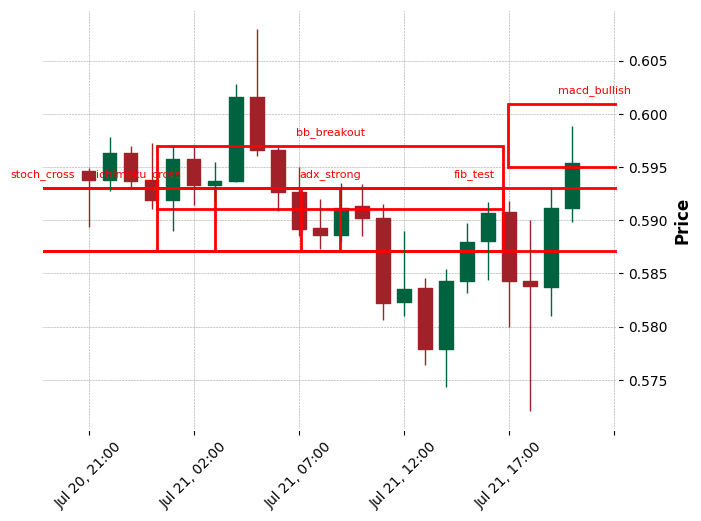 0.605
macd_bullish
0.600
bb_breakout
0.595
stoch_cross
ichimoku_cross
adx_strong
fib_test
0.590
Price
0.585
0.580
0.575
Jul 20, 21:00
Jul 21, 02:00
Jul 21, 07:00
Jul 21, 12:00
Jul 21, 17:00